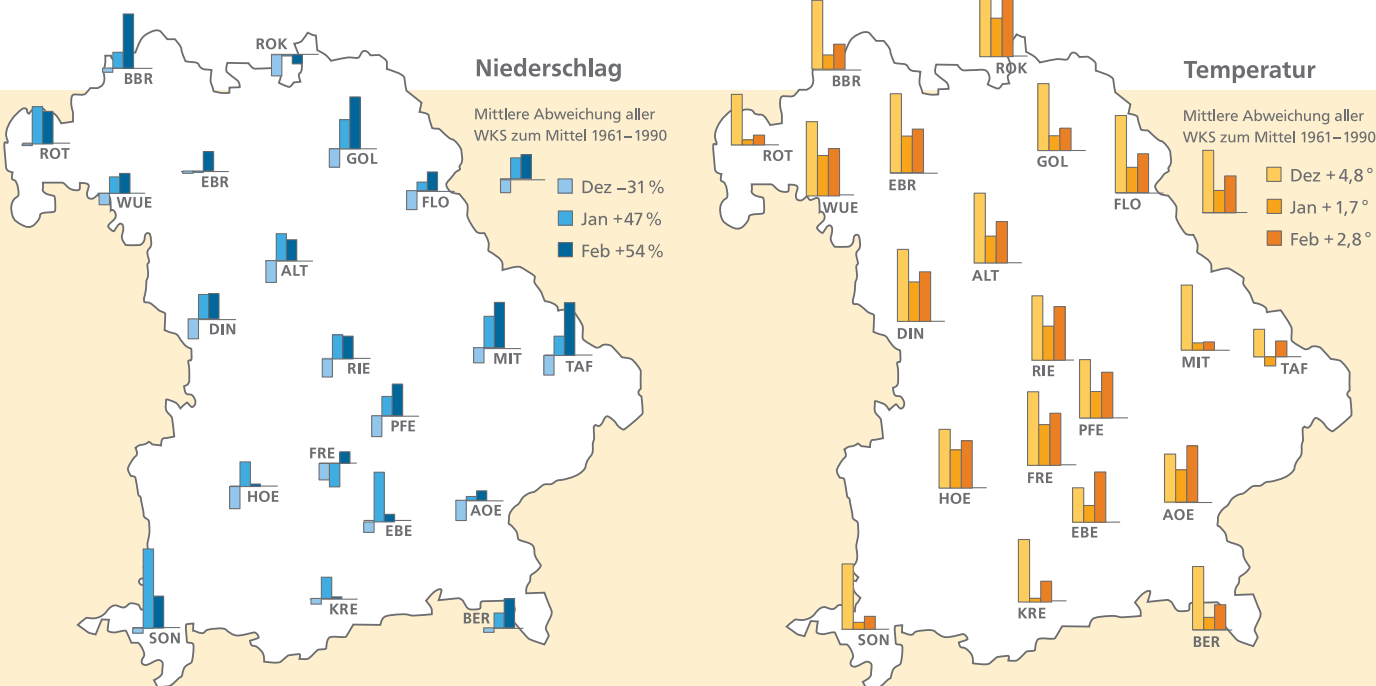 Niederschlag
Mittlere Abweichung aller
WKS zum Mittel 1961–1990
Dez –31 %
Jan +47 %
Feb +54 %
BBR
ROK
ROT
GOL
EBR
WUE
FLO
ALT
DIN
MIT
TAF
RIE
PFE
FRE
HOE
AOE
EBE
KRE
BER
SON
Temperatur
Mittlere Abweichung aller
WKS zum Mittel 1961–1990
Dez +4,8°
Jan +1,7°
Feb +2,8°
BBR
ROK
ROT
GOL
EBR
WUE
FLO
ALT
DIN
MIT
TAF
RIE
PFE
FRE
HOE
AOE
EBE
KRE
SON
BER